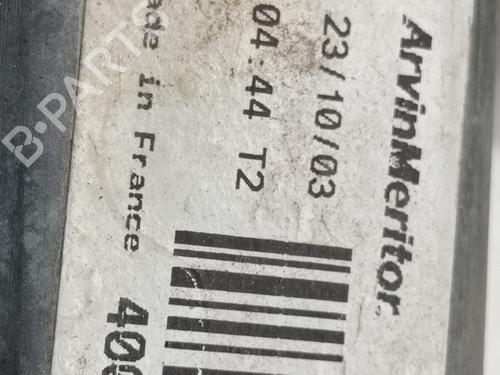 ArvinMeritor.
23/10/03
04:44 T2
in France
B-PARTS